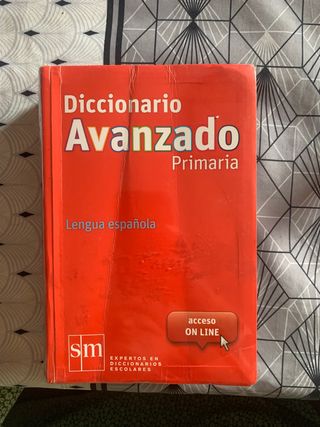 Diccionario
Avanzado
Primaria
Lengua española
acceso
ON LINE
sm
EXPERTOS EN
DICCIONARIOS
ESCOLARES